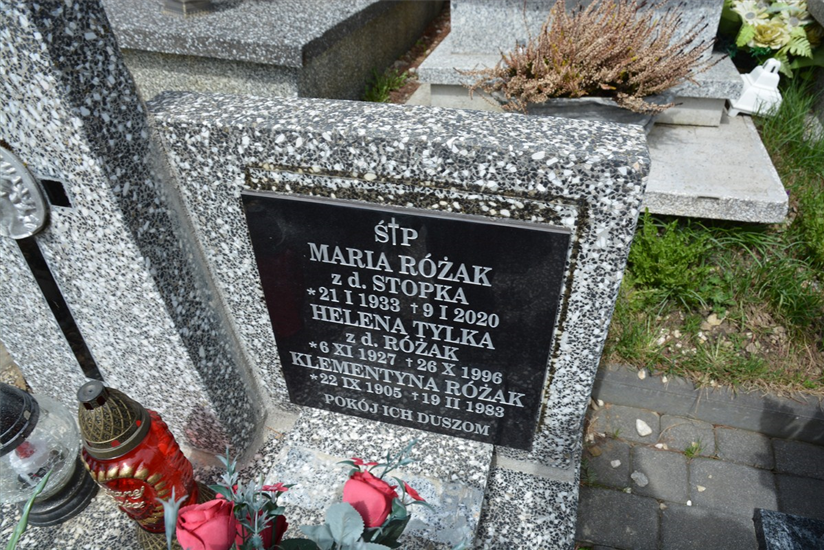 Ś†P
MARIA RÓŻAK
z d. STOPKA
*21 I 1933 †9 I 2020
HELENA TYLKA
z d. RÓŻAK
*6 XI 1927 †26 X 1996
KLEMENTYNA RÓŻAK
*22 IX 1905 †19 II 1983
POKÓJ ICH DUSZOM